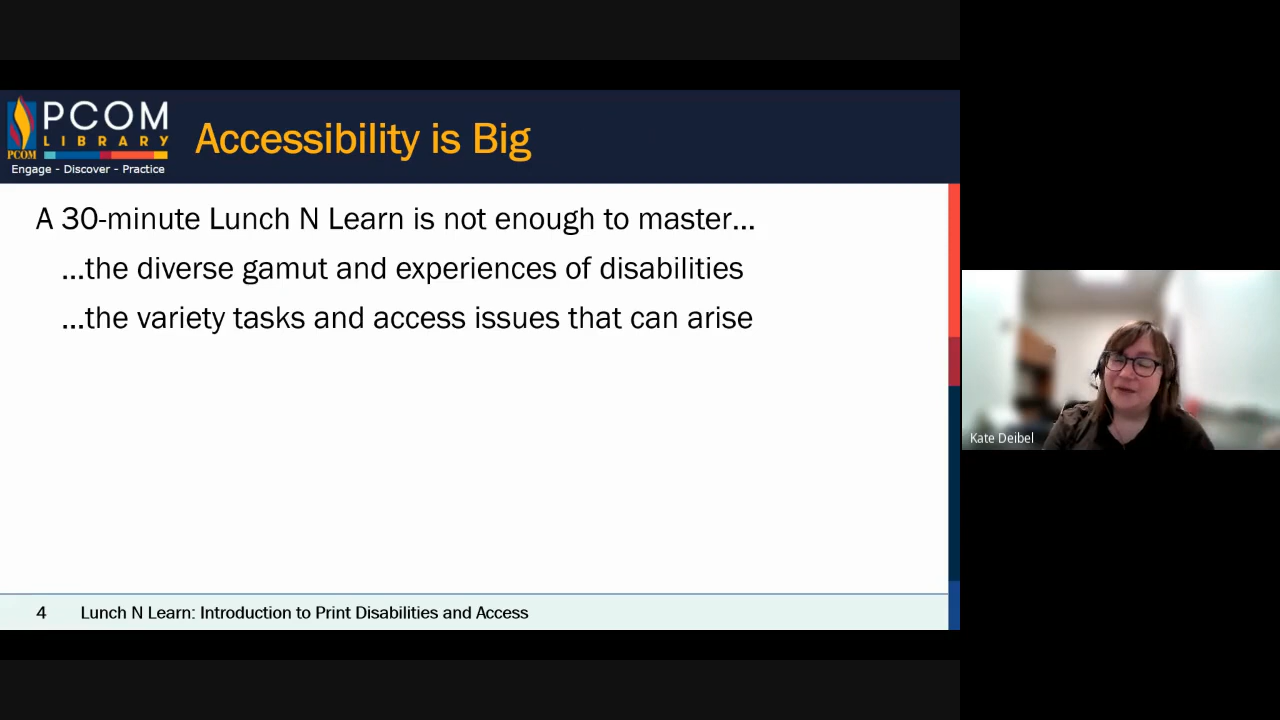 PCOM
LIBRARY
PCOM
Engage - Discover - Practice
Accessibility is Big
A 30-minute Lunch N Learn is not enough to master...
...the diverse gamut and experiences of disabilities
...the variety tasks and access issues that can arise
Kate Deibel
4 Lunch N Learn: Introduction to Print Disabilities and Access